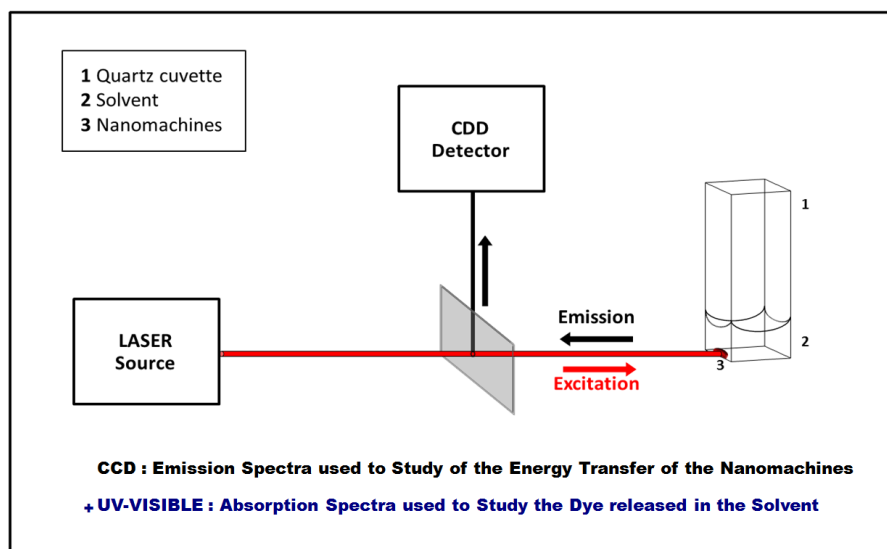 1 Quartz cuvette
2 Solvent
3 Nanomachines
CDD
Detector
1
LASER
Source
Emission
2
3
Excitation
CCD : Emission Spectra used to Study of the Energy Transfer of the Nanomachines
+ UV-VISIBLE : Absorption Spectra used to Study the Dye released in the Solvent